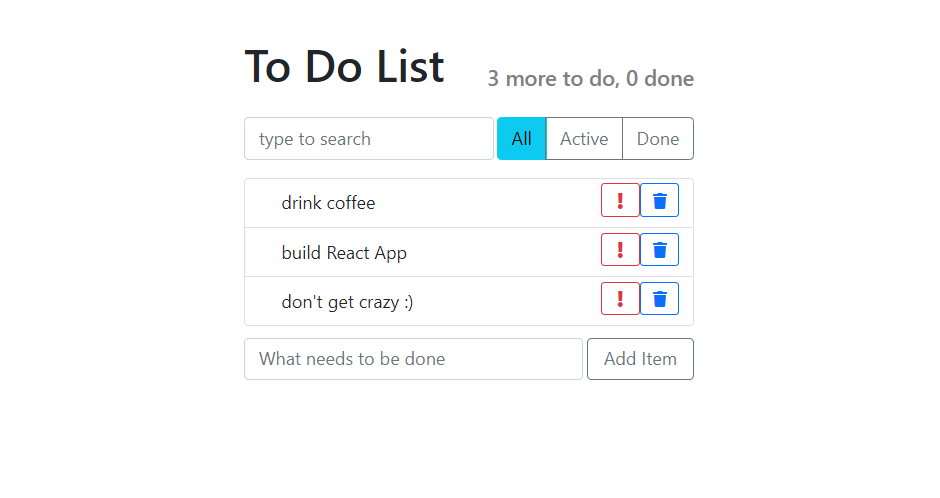 To Do List
3 more to do, 0 done
type to search
All
Active
Done
drink coffee
build React App
don't get crazy :)
What needs to be done
Add Item